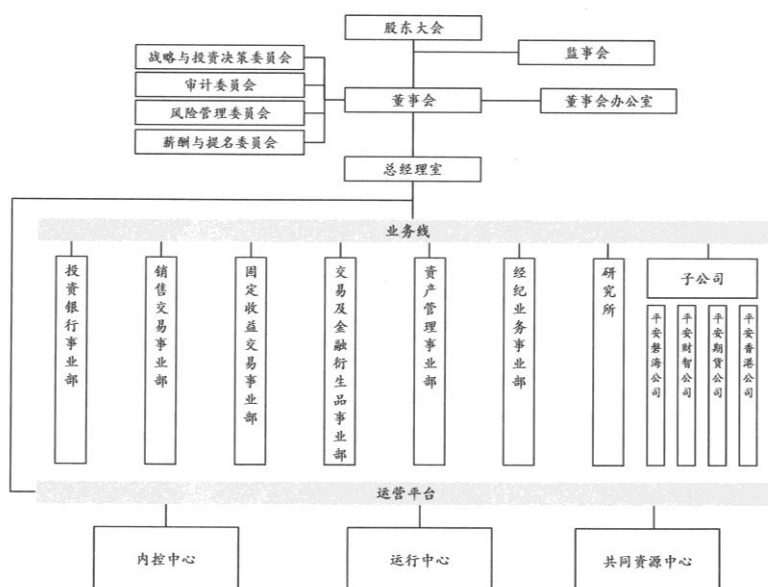 股东大会
监事会
战略与投资决策委员会
审计委员会
风险管理委员会
薪酬与提名委员会
董事会
董事会办公室
总经理室
业务线
投资银行事业部
销售交易事业部
固定收益交易事业部
交易及金融衍生品事业部
资产管理事业部
经纪业务事业部
研究所
子公司
平安磐海公司
平安财智公司
平安期货公司
平安香港公司
运营平台
内控中心
运行中心
共同资源中心